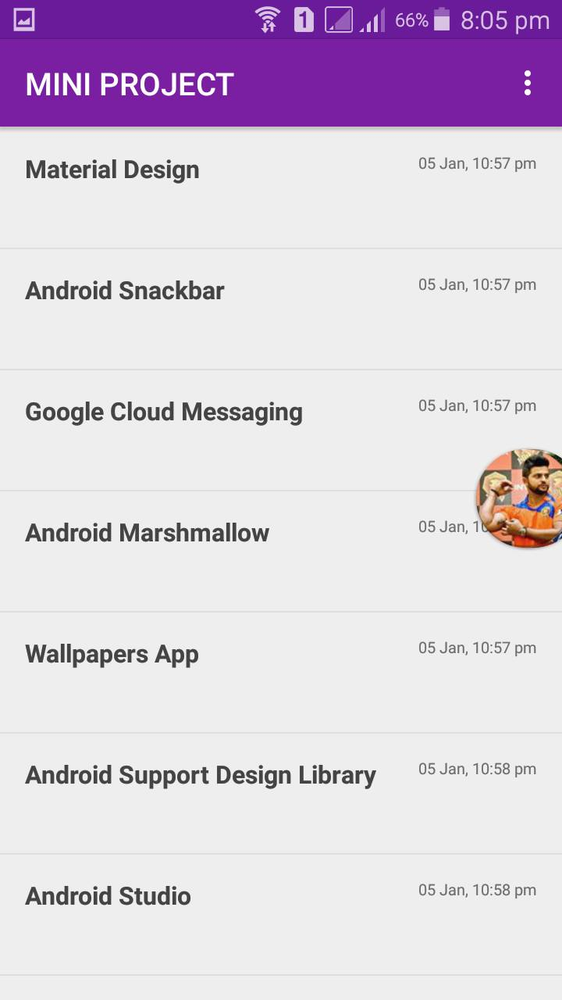 1 66% 8:05 pm
MINI PROJECT
Material Design 05 Jan, 10:57 pm
Android Snackbar 05 Jan, 10:57 pm
Google Cloud Messaging 05 Jan, 10:57 pm
Android Marshmallow 05 Jan, 10
Wallpapers App 05 Jan, 10:57 pm
Android Support Design Library 05 Jan, 10:58 pm
Android Studio 05 Jan, 10:58 pm